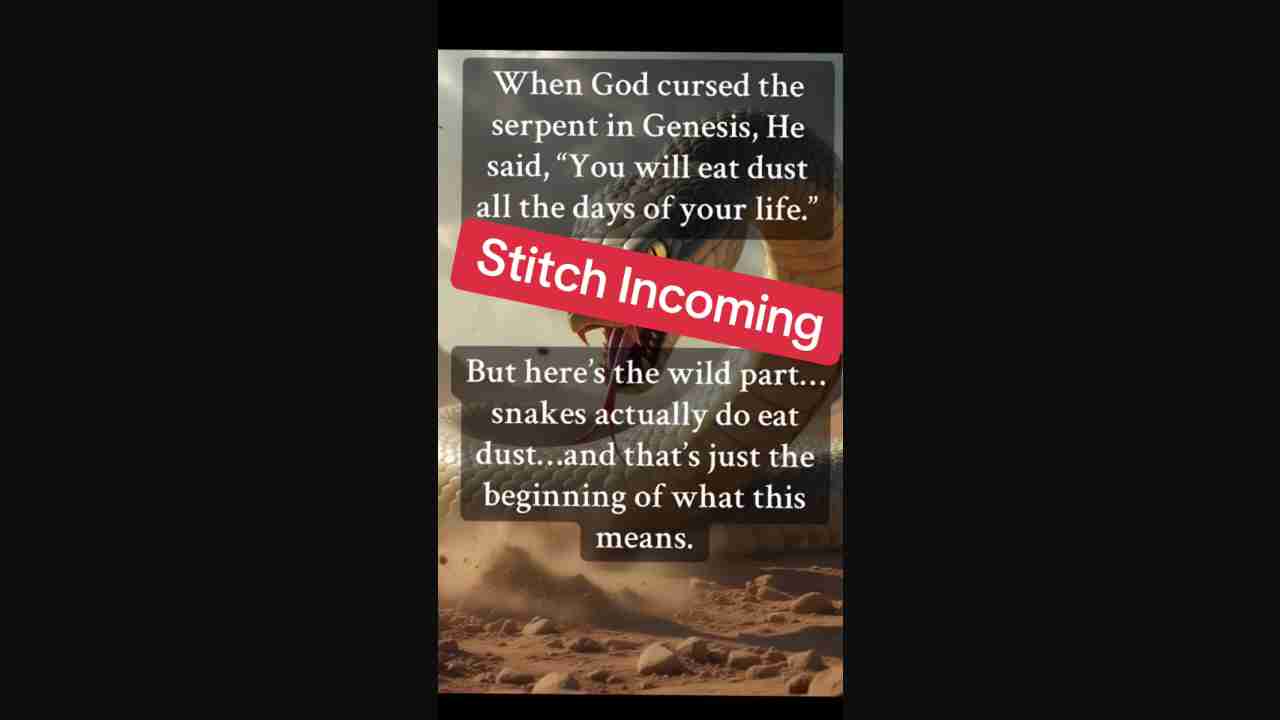 When God cursed the
serpent in Genesis, He
said, “You will eat dust
all the days of your life.”
Stitch Incoming
But here’s the wild part...
snakes actually do eat
dust...and that’s just the
beginning of what this
means.